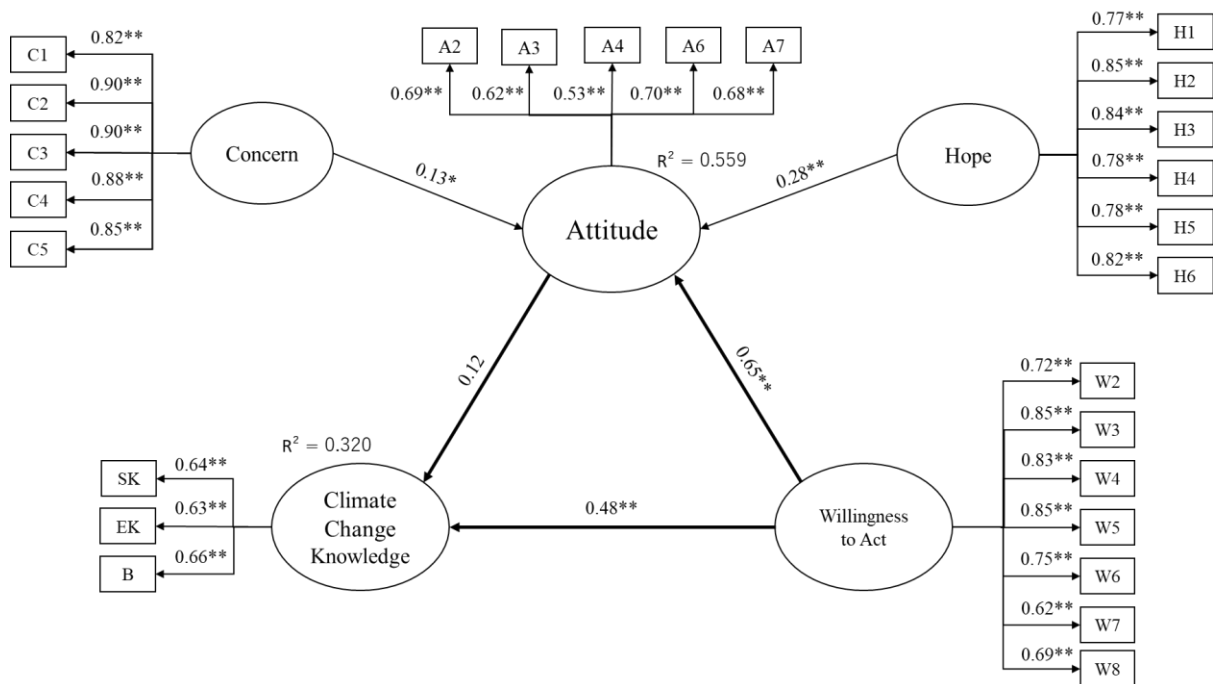 C1
0.82**
C2
0.90**
C3
0.90**
C4
0.88**
C5
0.85**
Concern
0.13*
A2
A3
A4
A6
A7
0.69**
0.62**
0.53**
0.70**
0.68**
R² = 0.559
Attitude
0.28**
Hope
0.77**
H1
0.85**
H2
0.84**
H3
0.78**
H4
0.78**
H5
0.82**
H6
0.12
0.65**
R² = 0.320
SK
0.64**
EK
0.63**
B
0.66**
Climate
Change
Knowledge
0.48**
Willingness
to Act
0.72**
W2
0.85**
W3
0.83**
W4
0.85**
W5
0.75**
W6
0.62**
W7
0.69**
W8